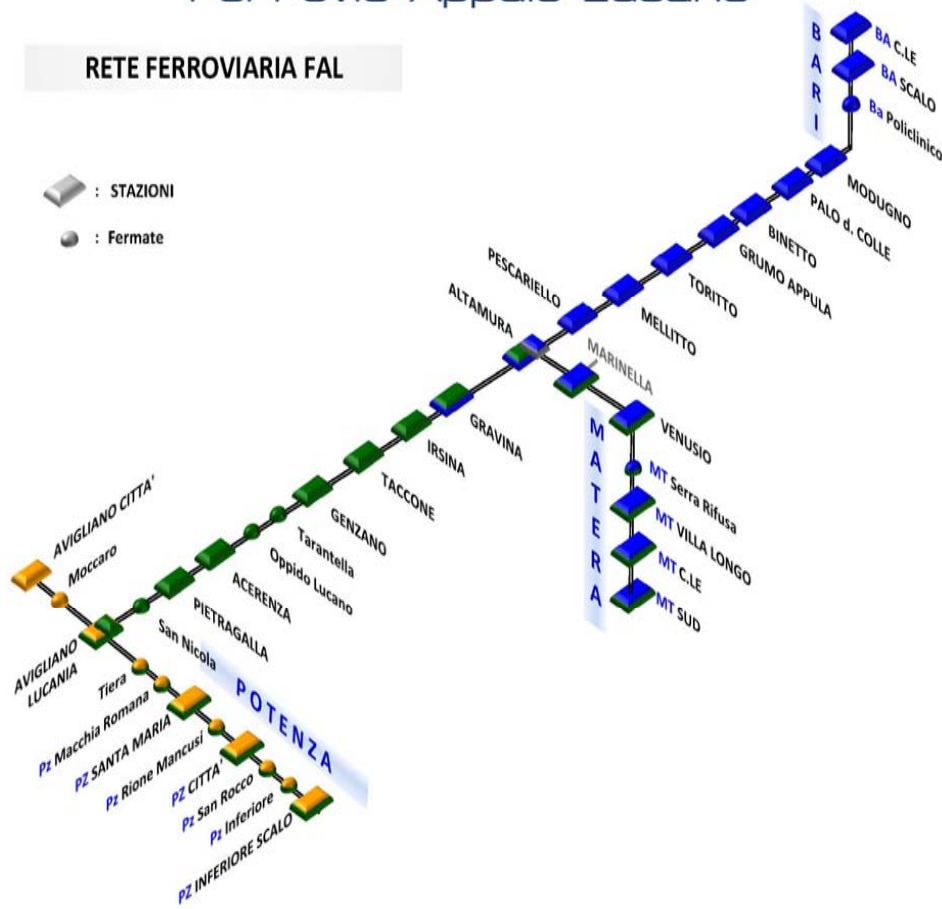 Ferrovie Appulo Lucane
RETE FERROVIARIA FAL
: STAZIONI
: Fermate
BARI
BA C.LE
BA SCALO
Ba Policlinico
MODUGNO
PALO d. COLLE
BINETTO
GRUMO APPULA
TORITTO
MELLITTO
PESCARIELLO
ALTAMURA
MARINELLA
VENUSIO
MATERA
MT Serra Rifusa
MT VILLA LONGO
MT C.LE
MT SUD
GRAVINA
IRSINA
TACCONE
GENZANO
Tarantella
Oppido Lucano
ACERENZA
PIETRAGALLA
San Nicola
AVIGLIANO CITTA'
Moccaro
AVIGLIANO
LUCANIA
POTENZA
Tiera
Pz Macchia Romana
PZ SANTA MARIA
Pz Rione Mancusi
PZ CITTA'
Pz San Rocco
Pz Inferiore
PZ INFERIORE SCALO